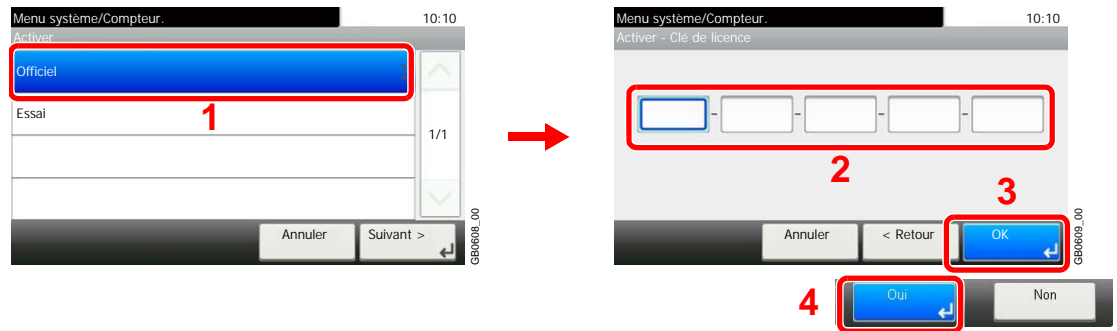 Menu système/Compteur.
10:10
Activer
Officiel
Essai
1
1/1
Annuler
Suivant >
GB0608_00
Menu système/Compteur.
10:10
Activer - Clé de licence
- - - -
2
3
Annuler
< Retour
OK
GB0609_00
4
Oui
Non